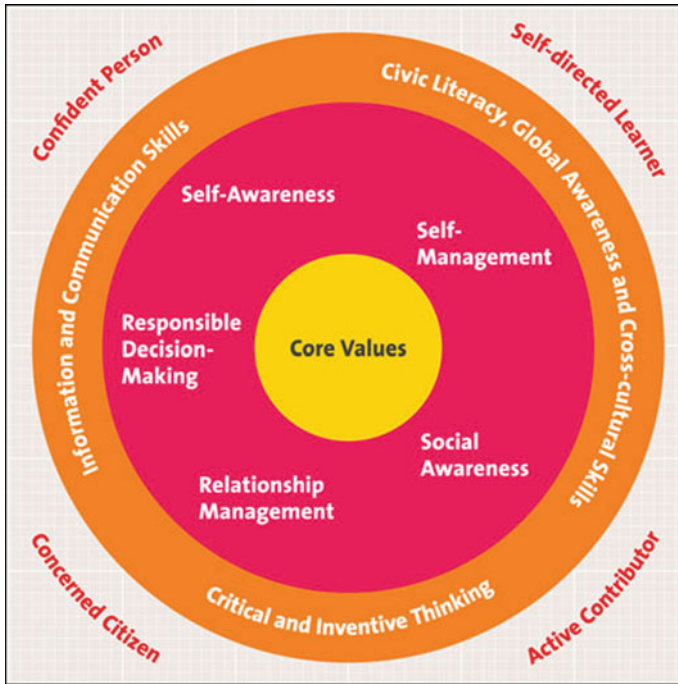 Confident Person
Self-directed Learner
Information and Communication Skills
Civic Literacy, Global Awareness and Cross-cultural Skills
Self-Awareness
Self-
Management
Responsible
Decision-
Making
Core Values
Social
Awareness
Relationship
Management
Critical and Inventive Thinking
Concerned Citizen
Active Contributor